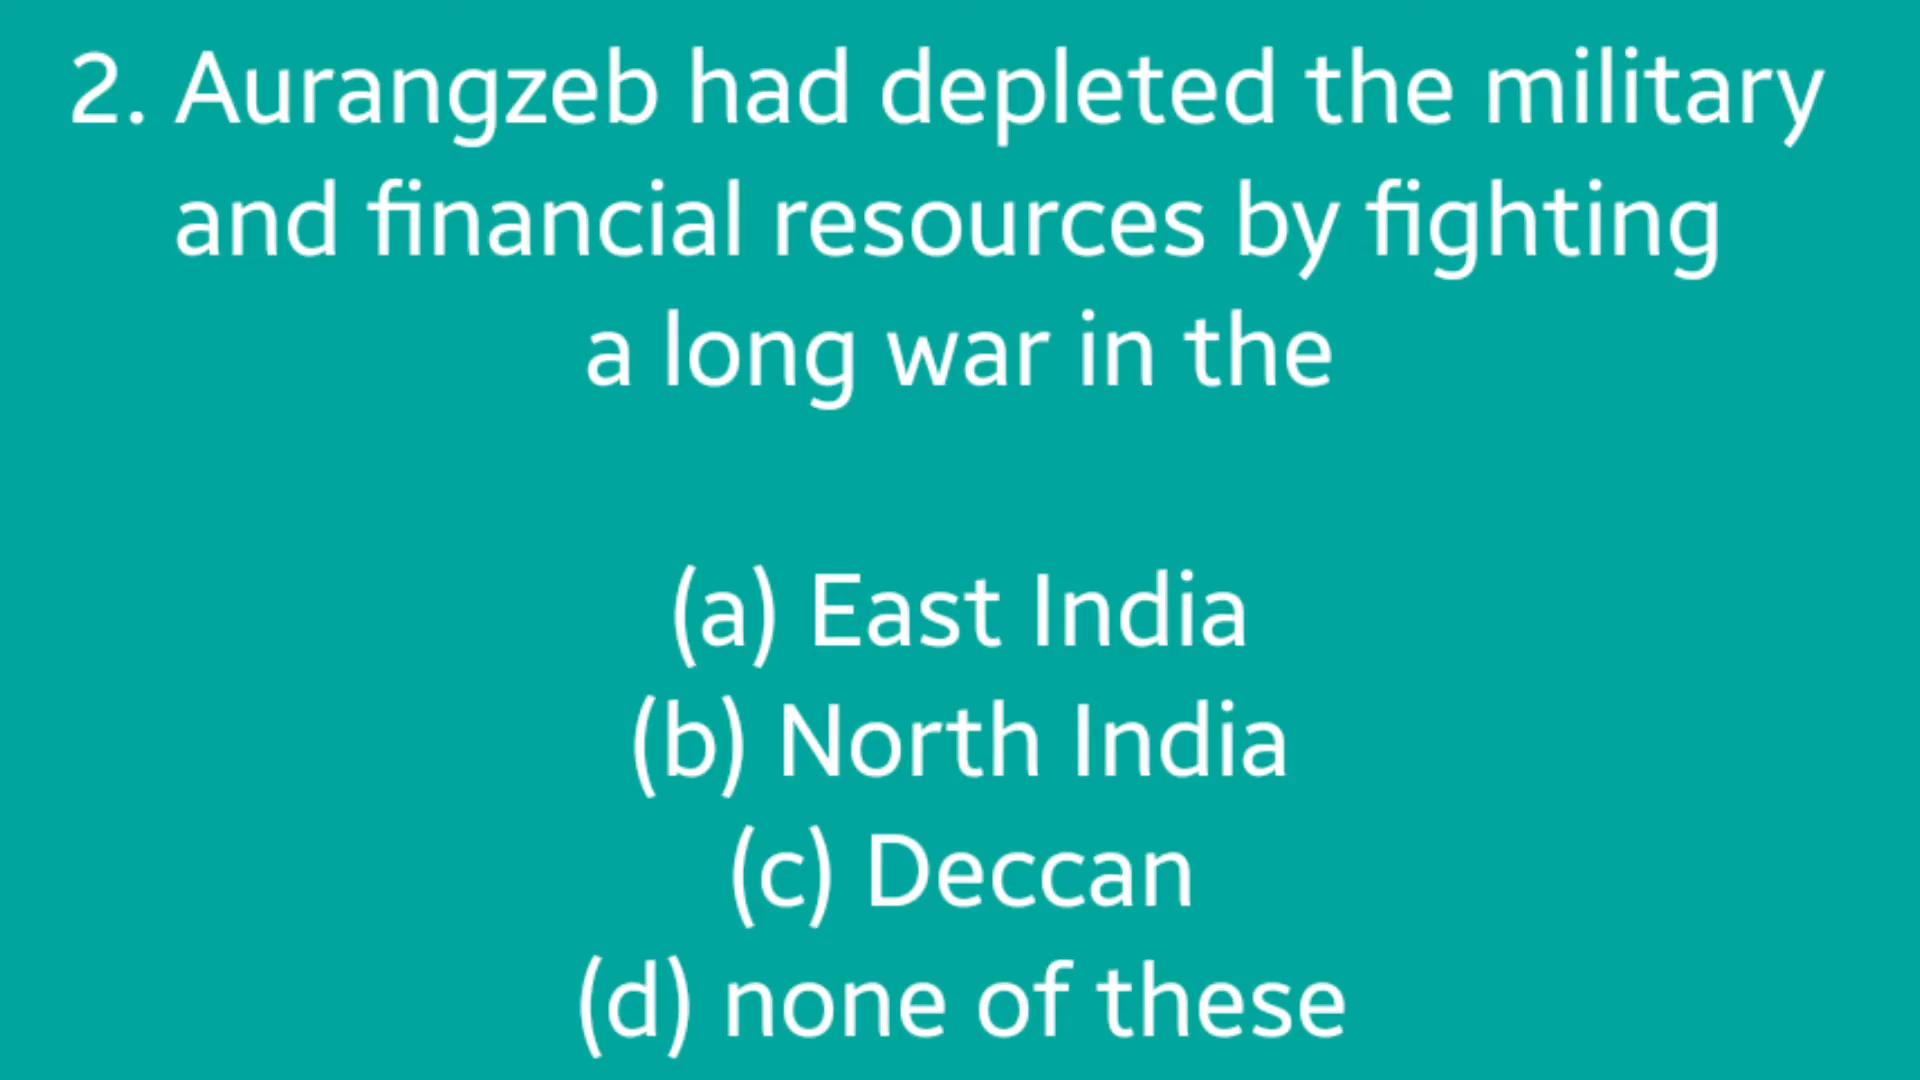 2. Aurangzeb had depleted the military
and financial resources by fighting
a long war in the
(a) East India
(b) North India
(c) Deccan
(d) none of these